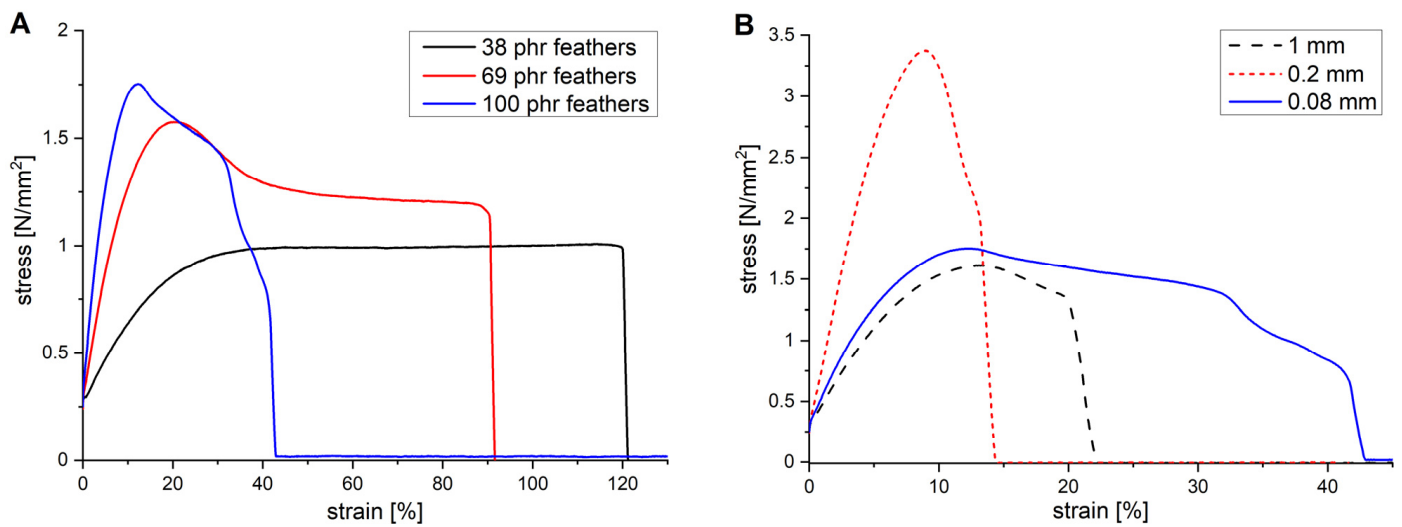 A
2
1.5
1
0.5
0
stress [N/mm²]
0 20 40 60 80 100 120
strain [%]
38 phr feathers
69 phr feathers
100 phr feathers
B
3.5
3
2.5
2
1.5
1
0.5
0
stress [N/mm²]
0 10 20 30 40
strain [%]
1 mm
0.2 mm
0.08 mm